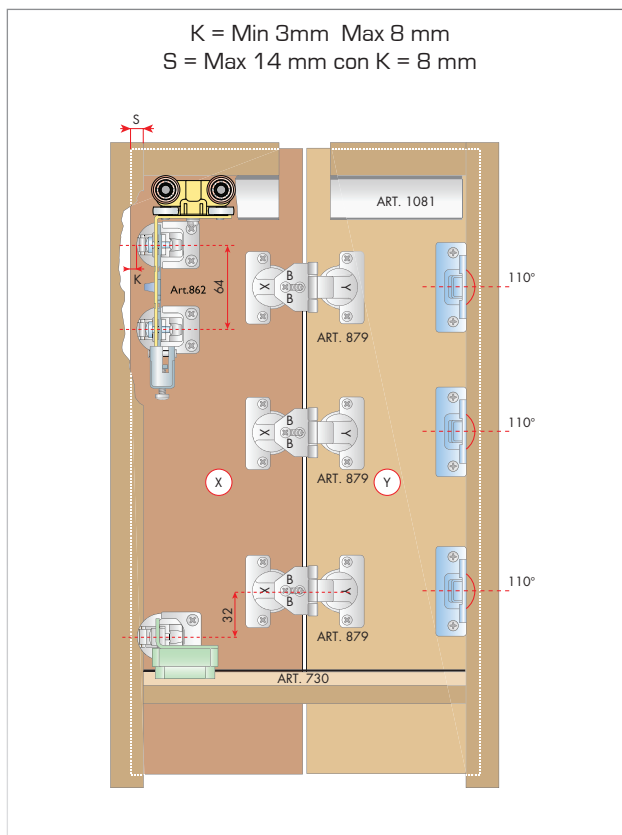 K = Min 3mm Max 8 mm
S = Max 14 mm con K = 8 mm
S
ART. 1081
K
Art.862
64
X
B
B
Y
110°
ART. 879
X
B
B
Y
110°
ART. 879
X
Y
X
B
B
Y
110°
32
ART. 879
ART. 730